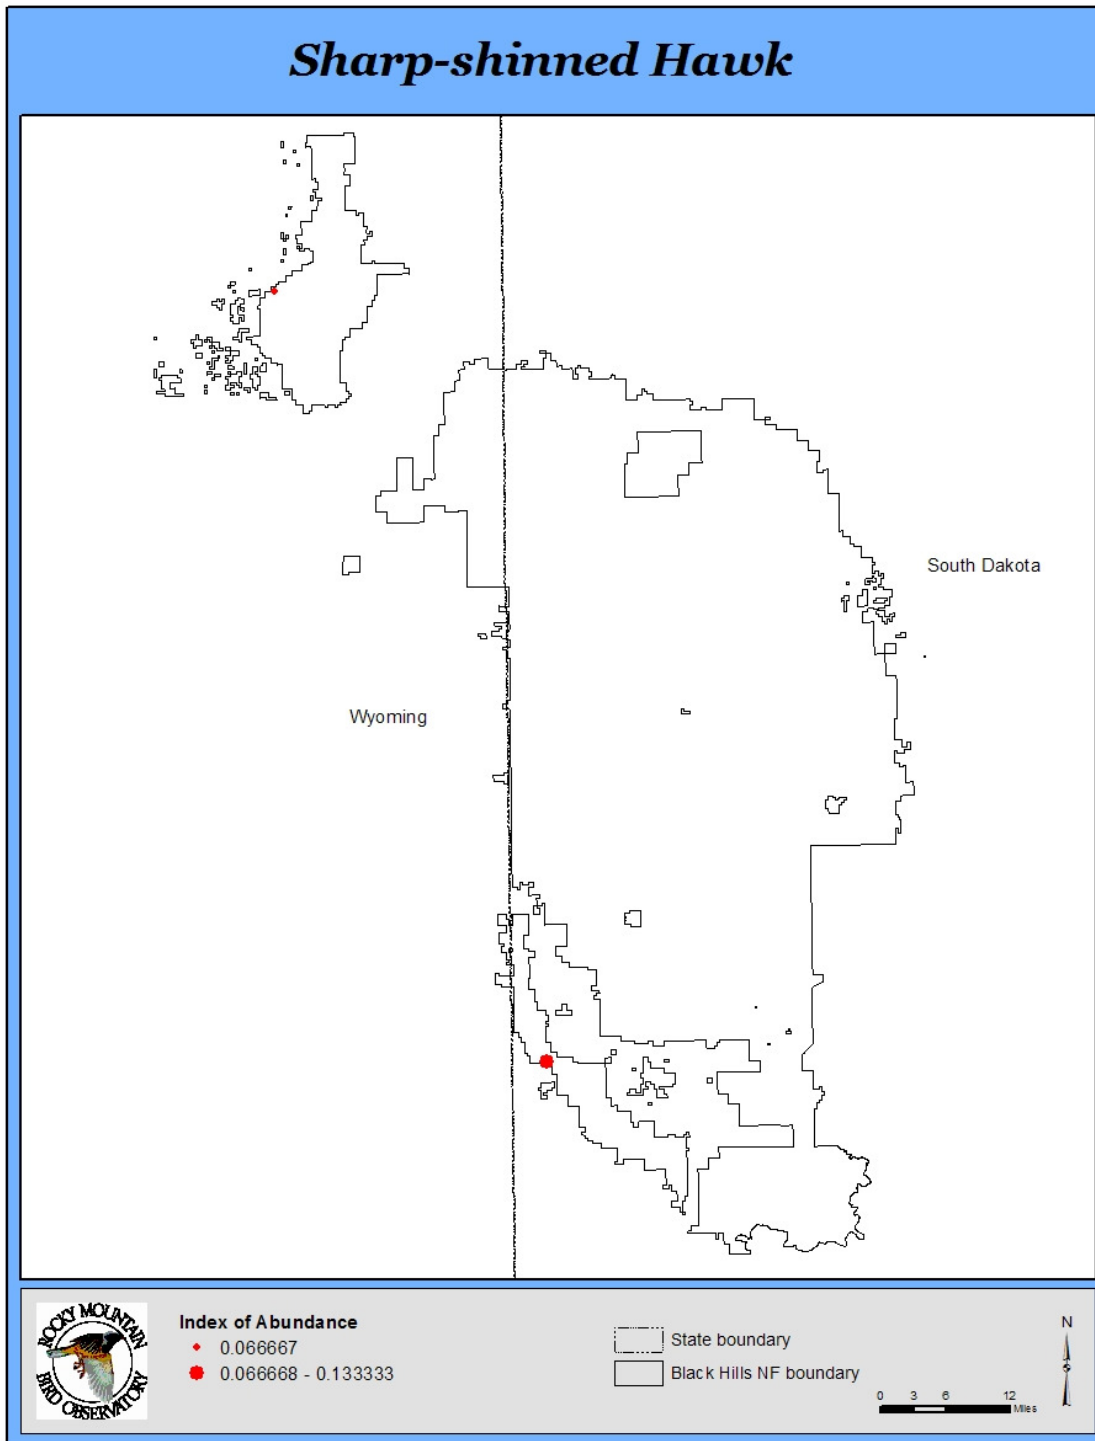 Sharp-shinned Hawk
South Dakota
Wyoming
ROCKY MOUNTAIN
BIRD OBSERVATORY
Index of Abundance
0.066667
0.066668 - 0.133333
State boundary
Black Hills NF boundary
N
0 3 6 12
Miles